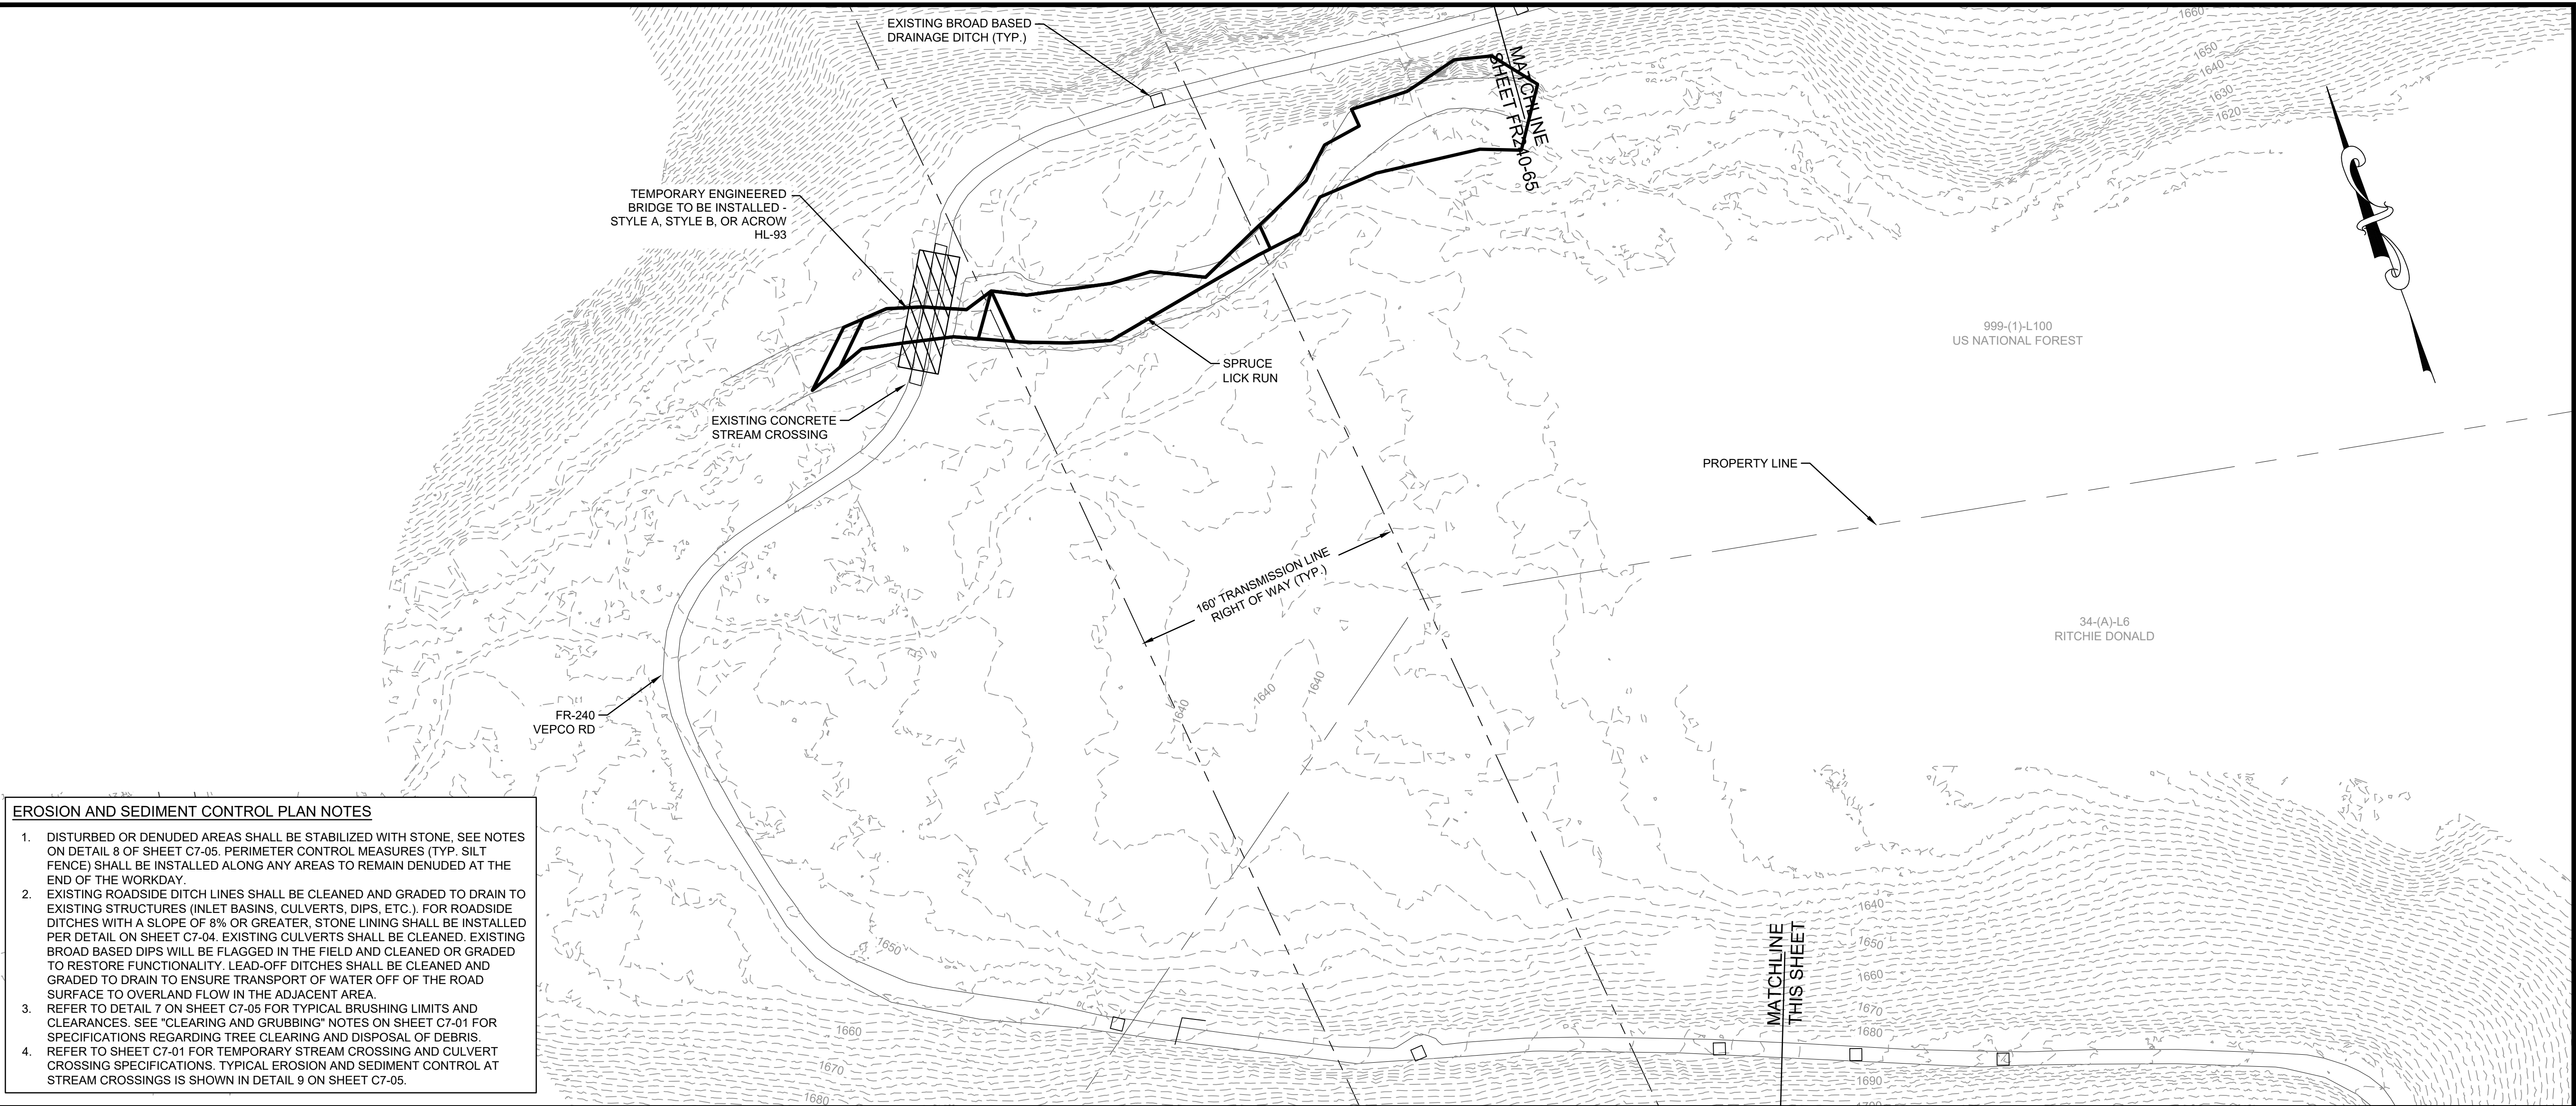 EXISTING BROAD BASED
DRAINAGE DITCH (TYP.)
1660
1650
1640
1630
1620
MATCHLINE
SHEET FR240-65
TEMPORARY ENGINEERED
BRIDGE TO BE INSTALLED -
STYLE A, STYLE B, OR ACROW
HL-93
999-(1)-L100
US NATIONAL FOREST
SPRUCE
LICK RUN
EXISTING CONCRETE
STREAM CROSSING
PROPERTY LINE
160' TRANSMISSION LINE
RIGHT OF WAY (TYP.)
34-(A)-L6
RITCHIE DONALD
1640
1640
1640
FR-240
VEPCO RD
EROSION AND SEDIMENT CONTROL PLAN NOTES
1. DISTURBED OR DENUDED AREAS SHALL BE STABILIZED WITH STONE, SEE NOTES
ON DETAIL 8 OF SHEET C7-05. PERIMETER CONTROL MEASURES (TYP. SILT
FENCE) SHALL BE INSTALLED ALONG ANY AREAS TO REMAIN DENUDED AT THE
END OF THE WORKDAY.
2. EXISTING ROADSIDE DITCH LINES SHALL BE CLEANED AND GRADED TO DRAIN TO
EXISTING STRUCTURES (INLET BASINS, CULVERTS, DIPS, ETC.). FOR ROADSIDE
DITCHES WITH A SLOPE OF 8% OR GREATER, STONE LINING SHALL BE INSTALLED
PER DETAIL ON SHEET C7-04. EXISTING CULVERTS SHALL BE CLEANED. EXISTING
BROAD BASED DIPS WILL BE FLAGGED IN THE FIELD AND CLEANED OR GRADED
TO RESTORE FUNCTIONALITY. LEAD-OFF DITCHES SHALL BE CLEANED AND
GRADED TO DRAIN TO ENSURE TRANSPORT OF WATER OFF OF THE ROAD
SURFACE TO OVERLAND FLOW IN THE ADJACENT AREA.
3. REFER TO DETAIL 7 ON SHEET C7-05 FOR TYPICAL BRUSHING LIMITS AND
CLEARANCES. SEE "CLEARING AND GRUBBING" NOTES ON SHEET C7-01 FOR
SPECIFICATIONS REGARDING TREE CLEARING AND DISPOSAL OF DEBRIS.
4. REFER TO SHEET C7-01 FOR TEMPORARY STREAM CROSSING AND CULVERT
CROSSING SPECIFICATIONS. TYPICAL EROSION AND SEDIMENT CONTROL AT
STREAM CROSSINGS IS SHOWN IN DETAIL 9 ON SHEET C7-05.
1650
1660
1670
1680
MATCHLINE
THIS SHEET
1640
1650
1660
1670
1680
1690